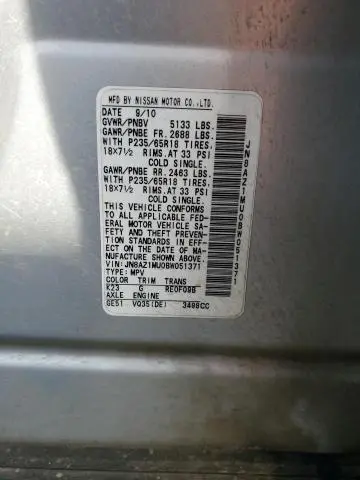 MFD BY NISSAN MOTOR CO.,LTD.
DATE 9/10
GVWR/PNBV 5133 LBS.
GAWR/PNBE FR. 2688 LBS.
WITH P235/65R18 TIRES.
18X7½ RIMS.AT 33 PSI
COLD SINGLE.
GAWR/PNBE RR. 2463 LBS.
WITH P235/65R18 TIRES.
18X7½ RIMS.AT 33 PSI
COLD SINGLE.
THIS VEHICLE CONFORMS
TO ALL APPLICABLE FED-
ERAL MOTOR VEHICLE SA-
FETY AND THEFT PREVEN-
TION STANDARDS IN EFF-
ECT ON THE DATE OF MA-
NUFACTURE SHOWN ABOVE.
VIN:JN8AZ1MU0BW051371
TYPE: MPV
COLOR TRIM TRANS
K23 G RE0F09B
AXLE ENGINE
GE51 VQ35(DE) 3498CC
JN8AZ1MU0BW051371